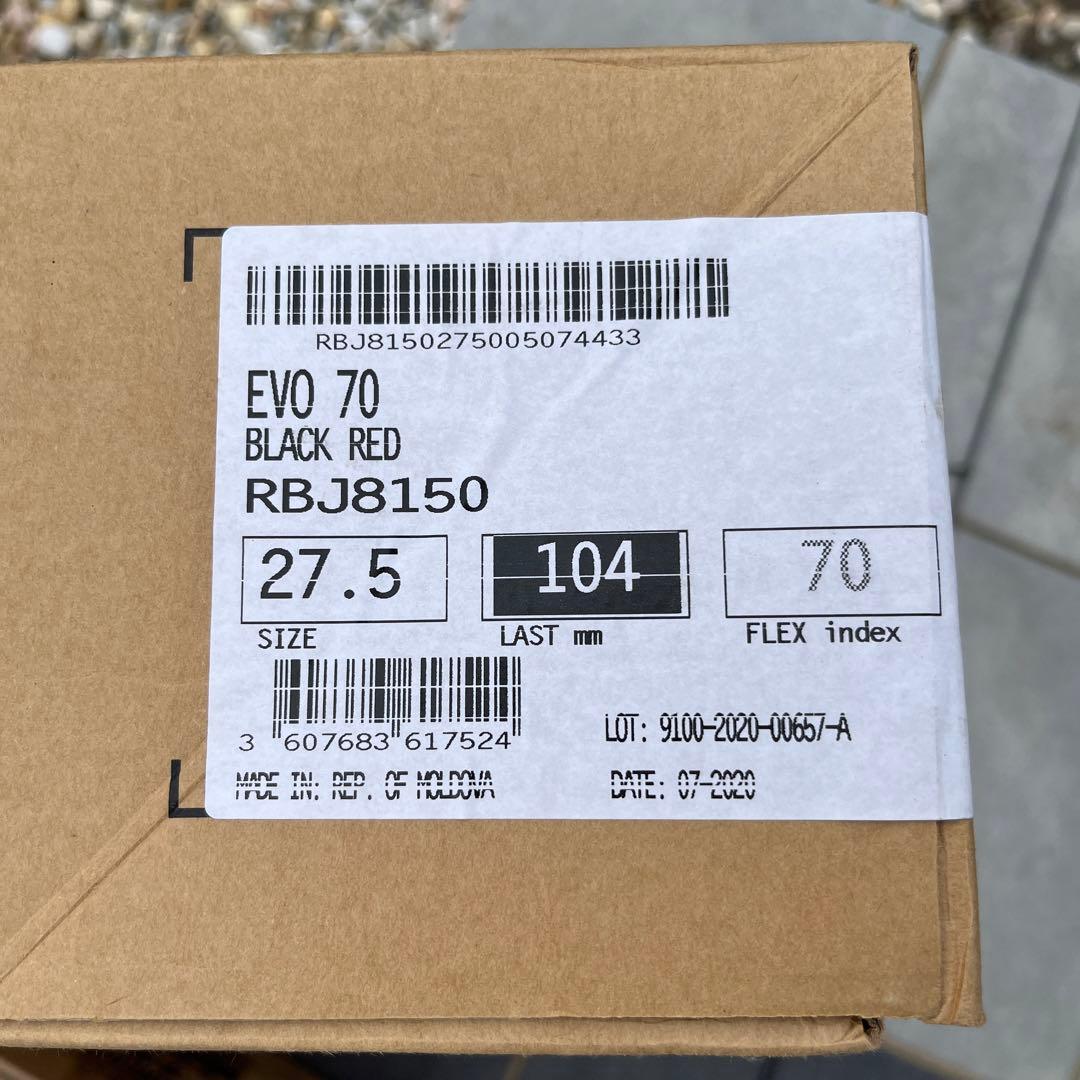 RBJ8150275005074433
EVO 70
BLACK RED
RBJ8150
27.5 104 70
SIZE LAST mm FLEX index
3 607683 617524
LOT: 9100-2020-00657-A
MADE IN: REP. OF MOLDOVA DATE: 07-2020